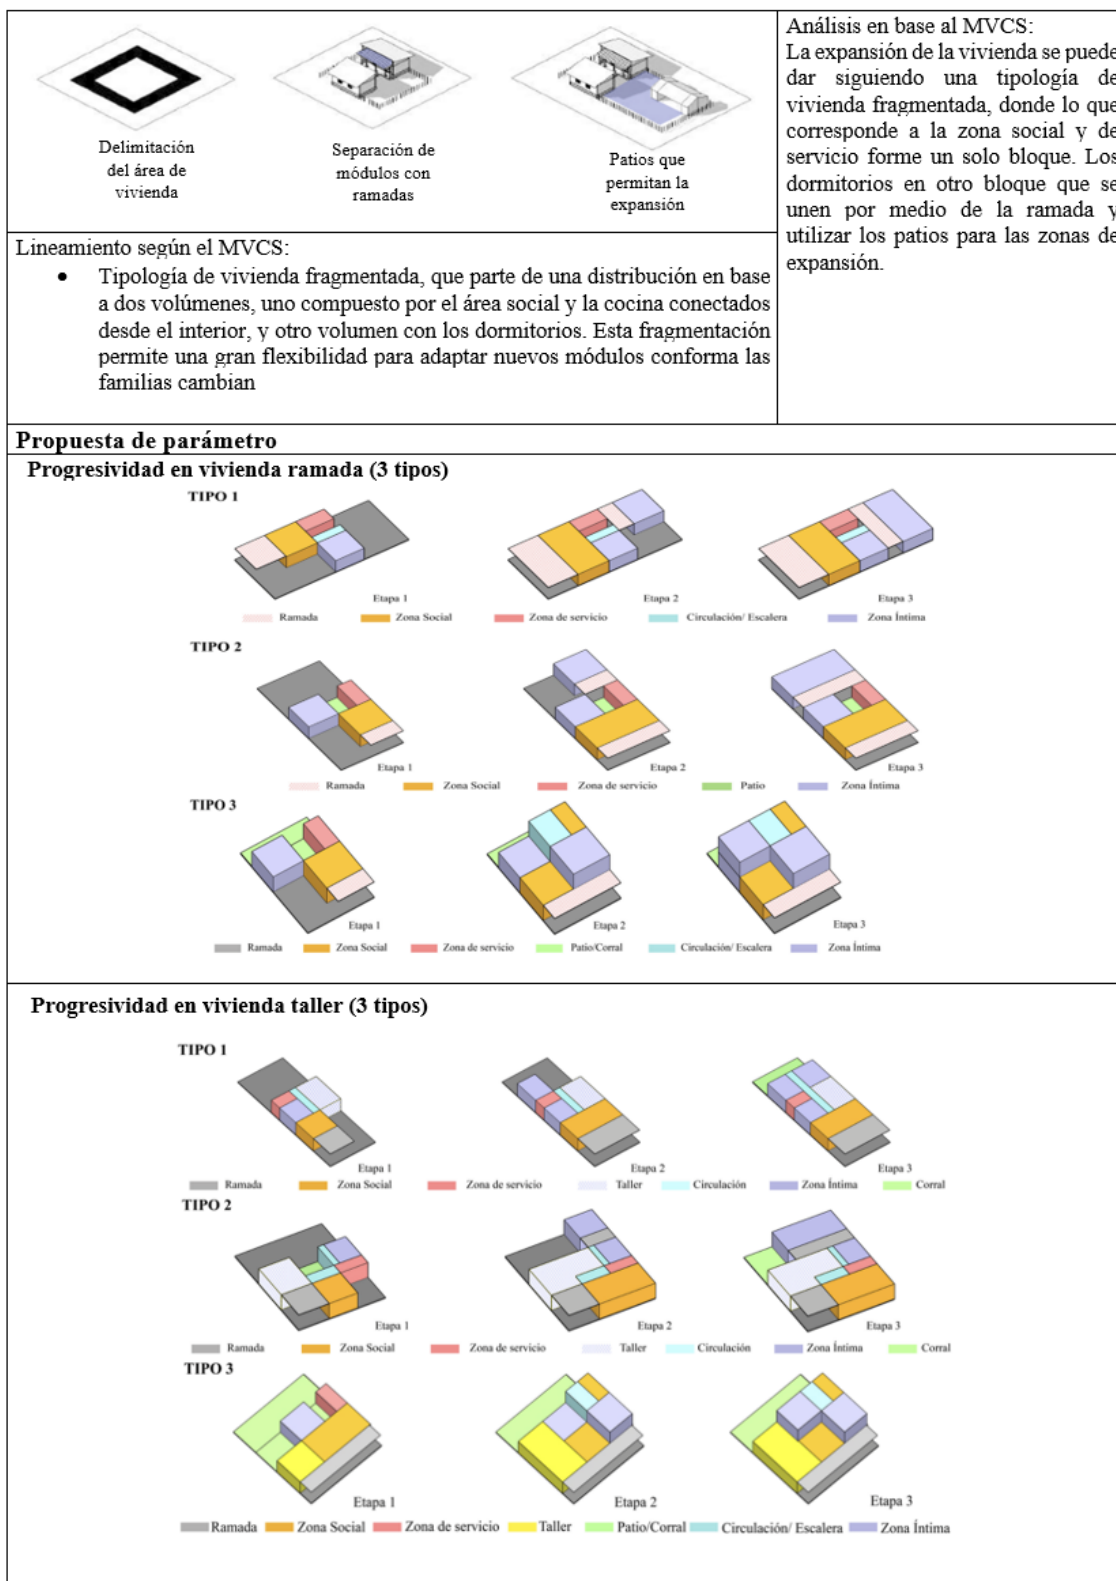 Delimitación
del área de
vivienda
Separación de
módulos con
ramadas
Patios que
permitan la
expansión
Análisis en base al MVCS:
La expansión de la vivienda se puede
dar siguiendo una tipología de
vivienda fragmentada, donde lo que
corresponde a la zona social y de
servicio forme un solo bloque. Los
dormitorios en otro bloque que se
unen por medio de la ramada y
utilizar los patios para las zonas de
expansión.
Lineamiento según el MVCS:
• Tipología de vivienda fragmentada, que parte de una distribución en base
a dos volúmenes, uno compuesto por el área social y la cocina conectados
desde el interior, y otro volumen con los dormitorios. Esta fragmentación
permite una gran flexibilidad para adaptar nuevos módulos conforma las
familias cambian
Propuesta de parámetro
Progresividad en vivienda ramada (3 tipos)
TIPO 1
Etapa 1 Etapa 2 Etapa 3
Ramada Zona Social Zona de servicio Circulación/ Escalera Zona Íntima
TIPO 2
Etapa 1 Etapa 2 Etapa 3
Ramada Zona Social Zona de servicio Patio Zona Íntima
TIPO 3
Etapa 1 Etapa 2 Etapa 3
Ramada Zona Social Zona de servicio Patio/Corral Circulación/ Escalera Zona Íntima
Progresividad en vivienda taller (3 tipos)
TIPO 1
Etapa 1 Etapa 2 Etapa 3
Ramada Zona Social Zona de servicio Taller Circulación Zona Íntima Corral
TIPO 2
Etapa 1 Etapa 2 Etapa 3
Ramada Zona Social Zona de servicio Taller Circulación Zona Íntima Corral
TIPO 3
Etapa 1 Etapa 2 Etapa 3
Ramada Zona Social Zona de servicio Taller Patio/Corral Circulación/ Escalera Zona Íntima